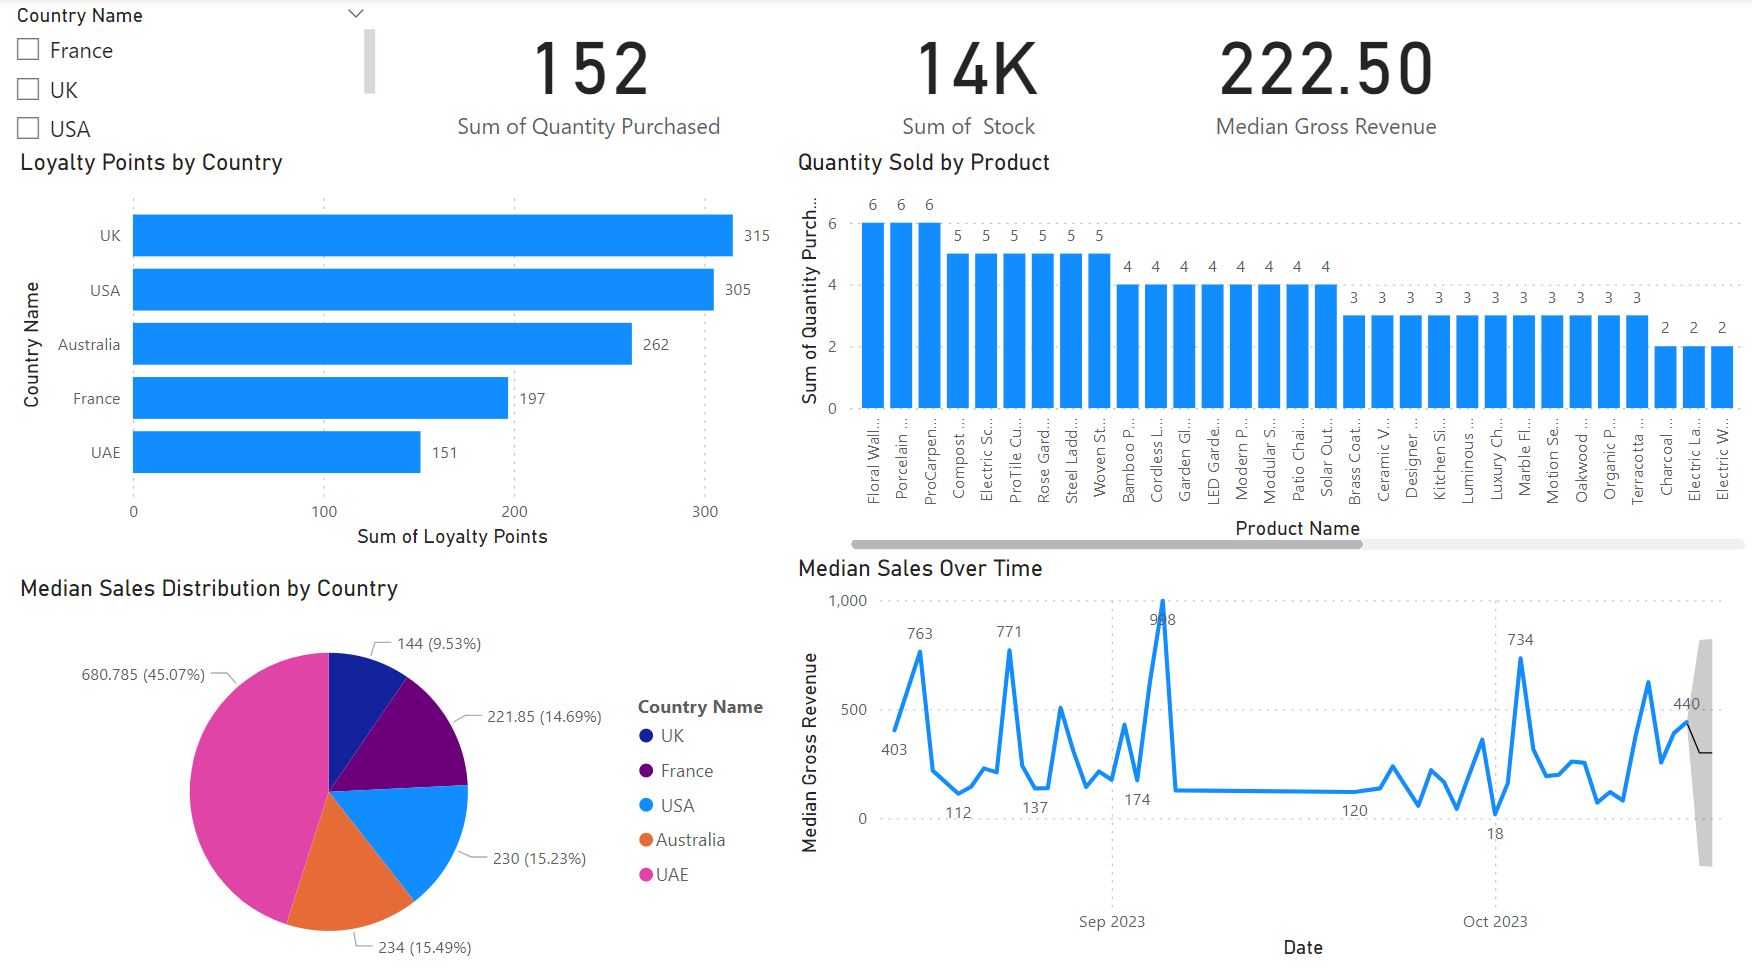 Country Name
France
UK
USA
152
Sum of Quantity Purchased
14K
Sum of  Stock
222.50
Median Gross Revenue
Loyalty Points by Country
Country Name
UK
USA
Australia
France
UAE
315
305
262
197
151
0
100
200
300
Sum of Loyalty Points
Quantity Sold by Product
Sum of Quantity Purch...
6
4
2
0
6 6 6 5 5 5 5 5 5 4 4 4 4 4 4 4 4 3 3 3 3 3 3 3 3 3 3 3 2 2 2
Floral Wall...
Porcelain ...
ProCarpen...
Compost ...
Electric Sc...
ProTile Cu...
Rose Gard...
Steel Ladd...
Woven St...
Bamboo P...
Cordless L...
Garden Gl...
LED Garde...
Modern P...
Modular S...
Patio Chai...
Solar Out...
Brass Coat...
Ceramic V...
Designer ...
Kitchen Si...
Luminous ...
Luxury Ch...
Marble Fl...
Motion Se...
Oakwood ...
Organic P...
Terracotta ...
Charcoal ...
Electric La...
Electric W...
Product Name
Median Sales Distribution by Country
144 (9.53%)
680.785 (45.07%)
221.85 (14.69%)
230 (15.23%)
234 (15.49%)
Country Name
UK
France
USA
Australia
UAE
Median Sales Over Time
Median Gross Revenue
1,000
500
0
403
763
112
771
137
174
998
120
18
734
440
Sep 2023
Oct 2023
Date